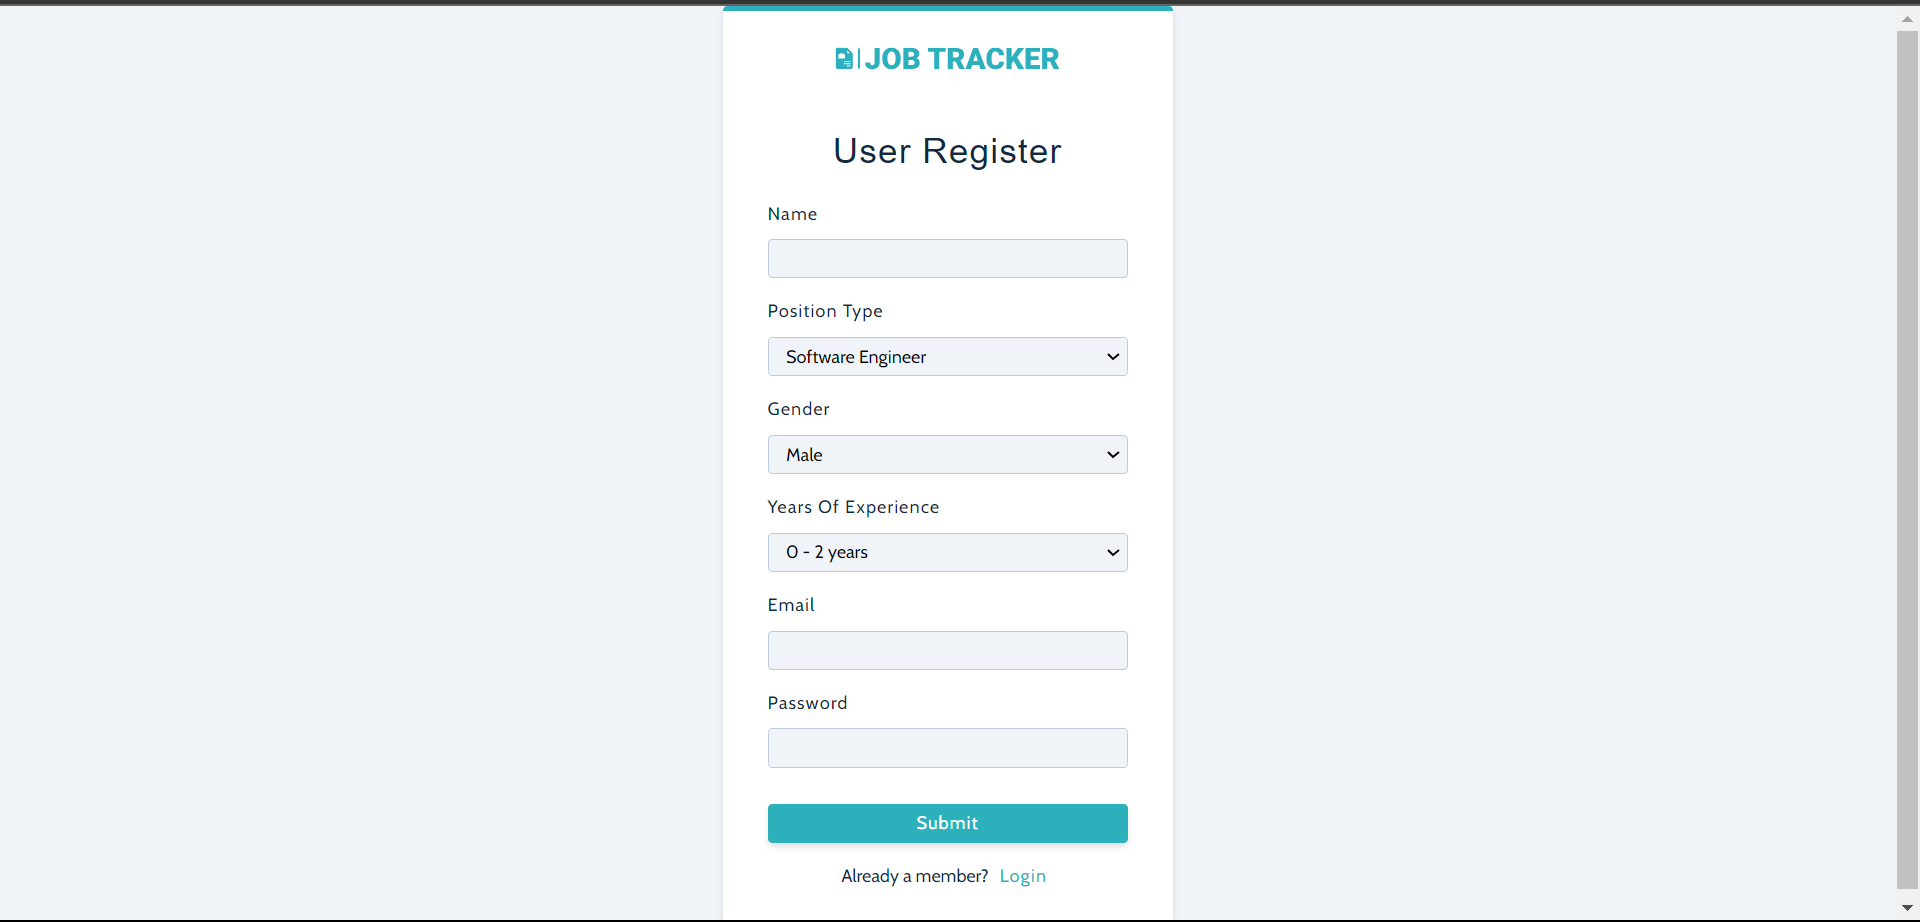 JOB TRACKER
User Register
Name
Position Type
Software Engineer
Gender
Male
Years Of Experience
0 - 2 years
Email
Password
Submit
Already a member? Login